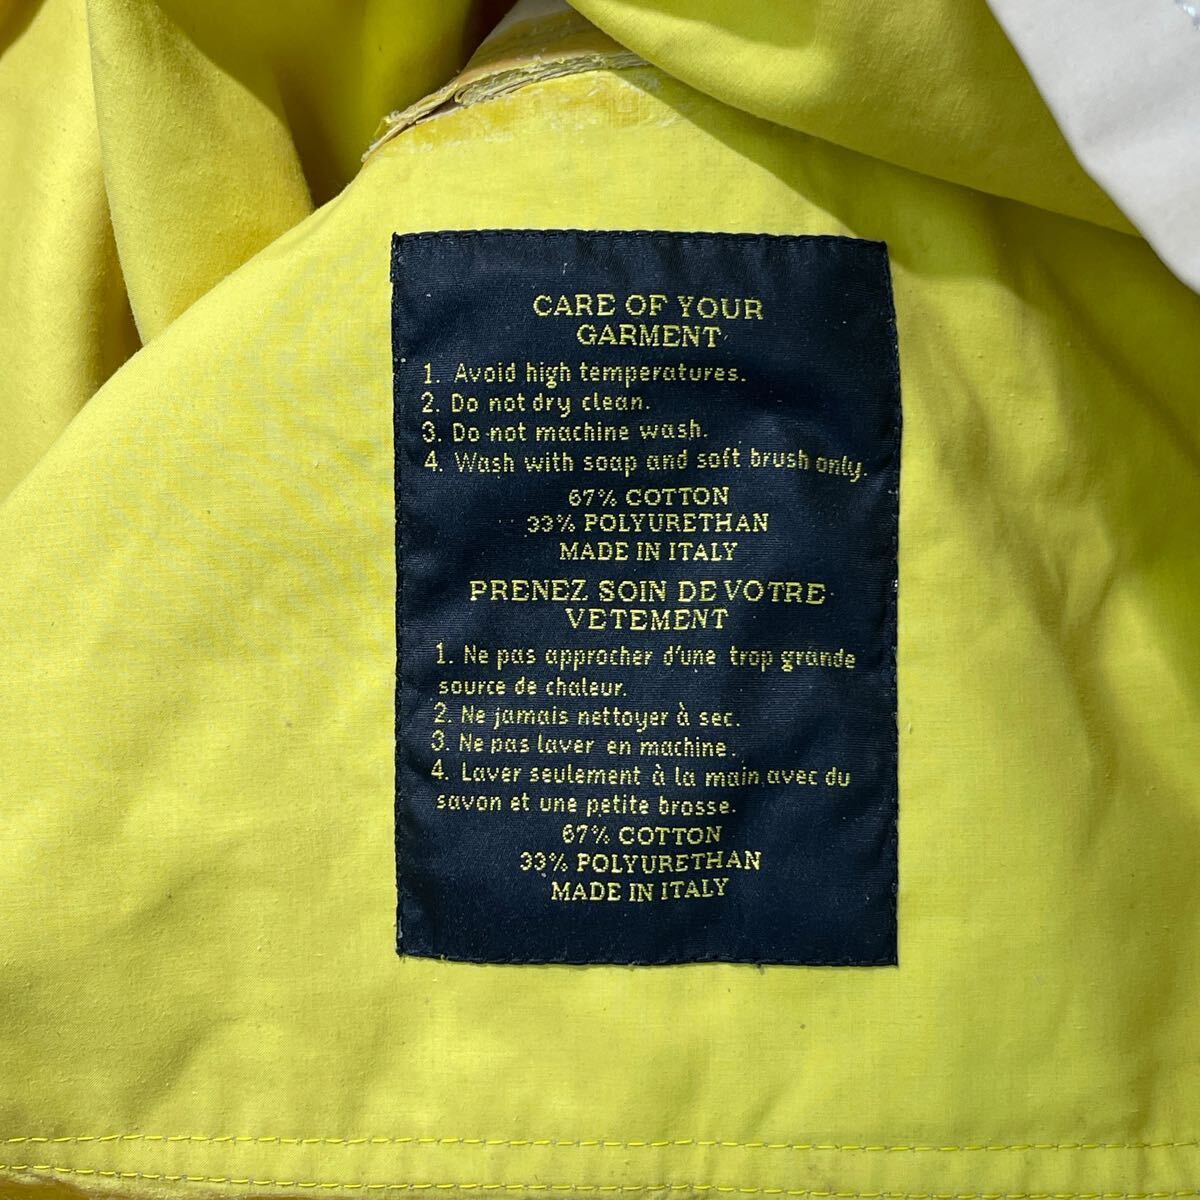 CARE OF YOUR
GARMENT
1. Avoid high temperatures.
2. Do not dry clean.
3. Do not machine wash.
4. Wash with soap and soft brush only.
67% COTTON
33% POLYURETHAN
MADE IN ITALY
PRENEZ SOIN DE VOTRE
VETEMENT
1. Ne pas approcher d'une trop grande
source de chaleur.
2. Ne jamais nettoyer à sec.
3. Ne pas laver en machine.
4. Laver seulement à la main avec du
savon et une petite brosse.
67% COTTON
33% POLYURETHAN
MADE IN ITALY